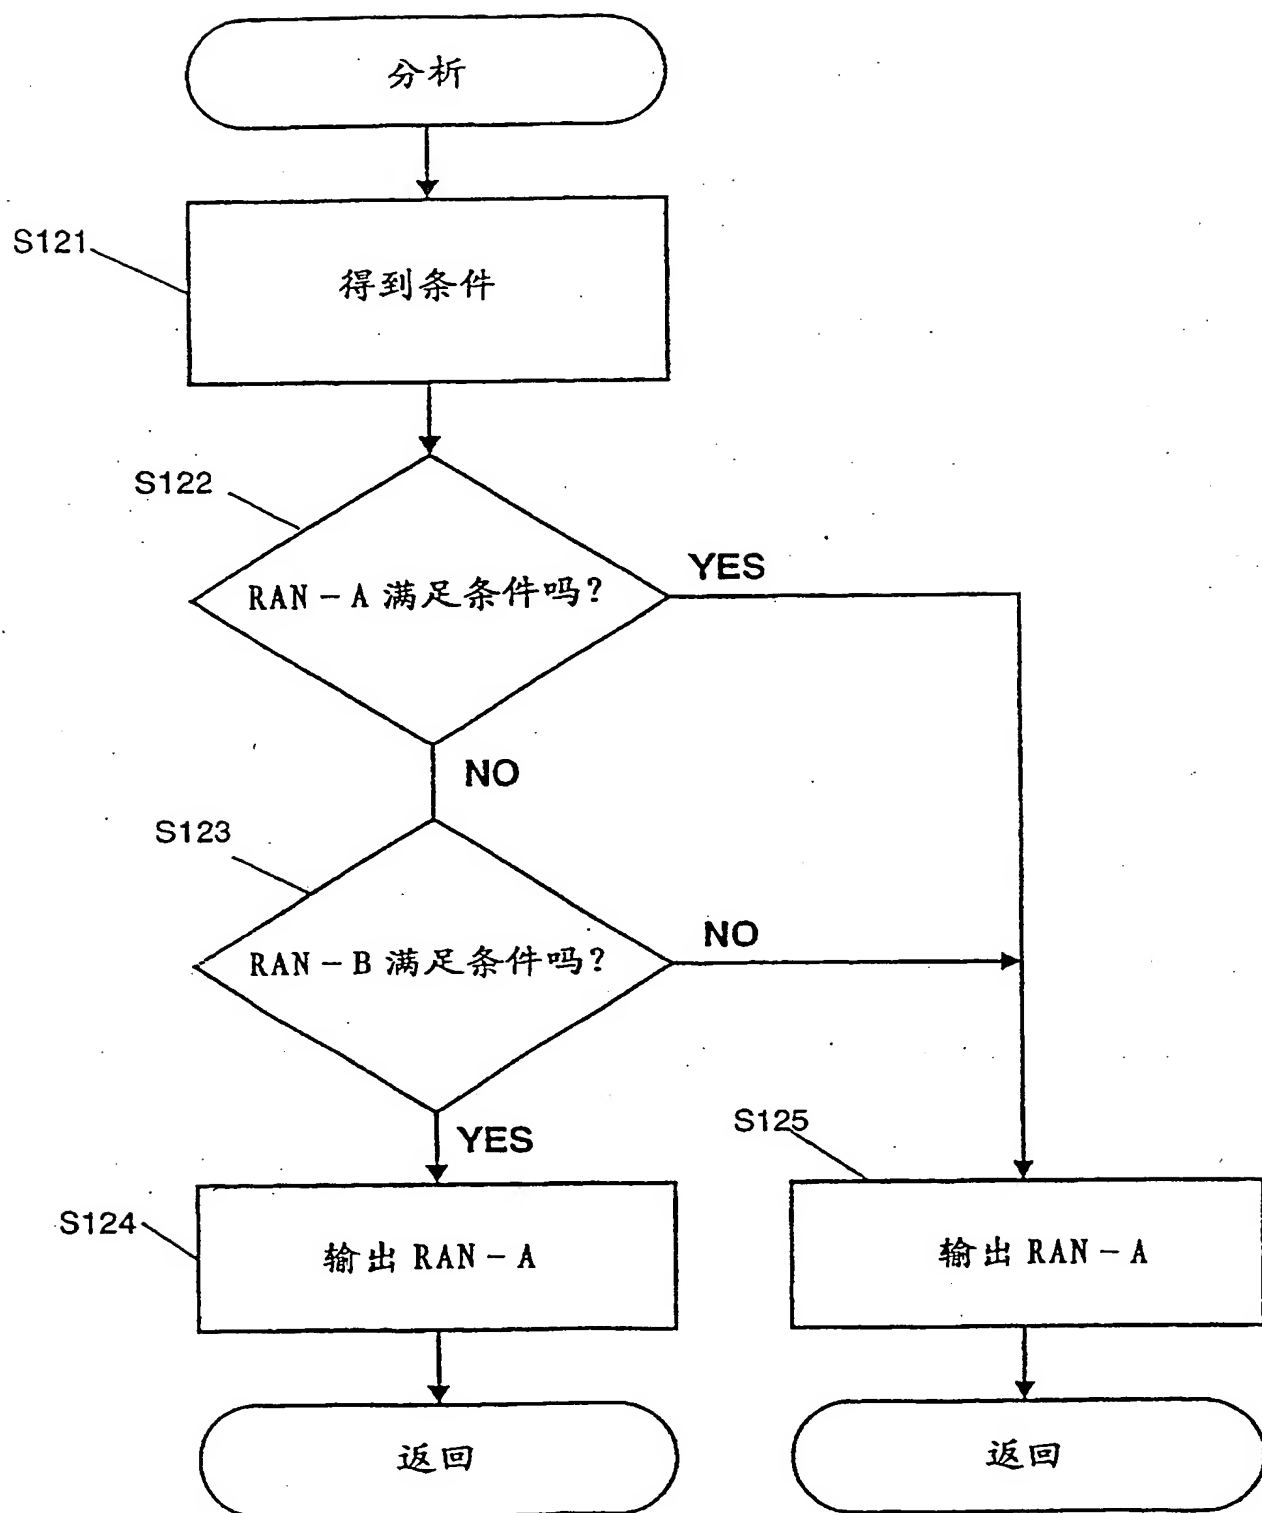 分析
S121
得到条件
S122
RAN-A 满足条件吗?
YES
NO
S123
RAN-B 满足条件吗?
NO
YES
S124
输出 RAN-A
S125
输出 RAN-A
返回
返回